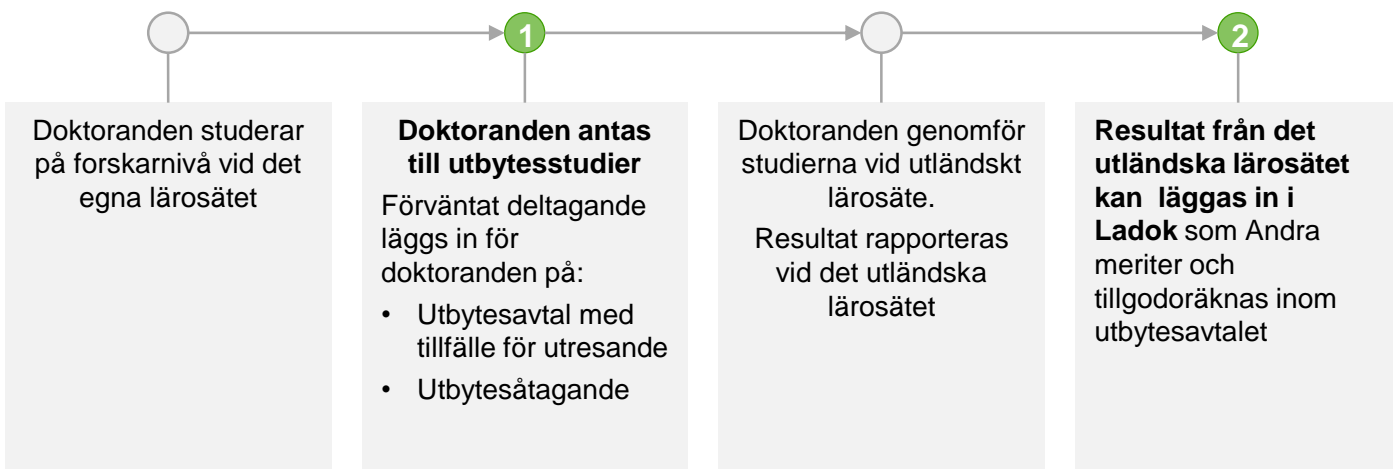 1
2
Doktoranden studerar
på forskarnivå vid det
egna lärosätet
Doktoranden antas
till utbytesstudier
Förväntat deltagande
läggs in för
doktoranden på:
• Utbytesavtal med
tillfälle för utresande
• Utbytesåtagande
Doktoranden genomför
studierna vid utländskt
lärosäte.
Resultat rapporteras
vid det utländska
lärosätet
Resultat från det
utländska lärosätet
kan läggas in i
Ladok som Andra
meriter och
tillgodoräknas inom
utbytesavtalet